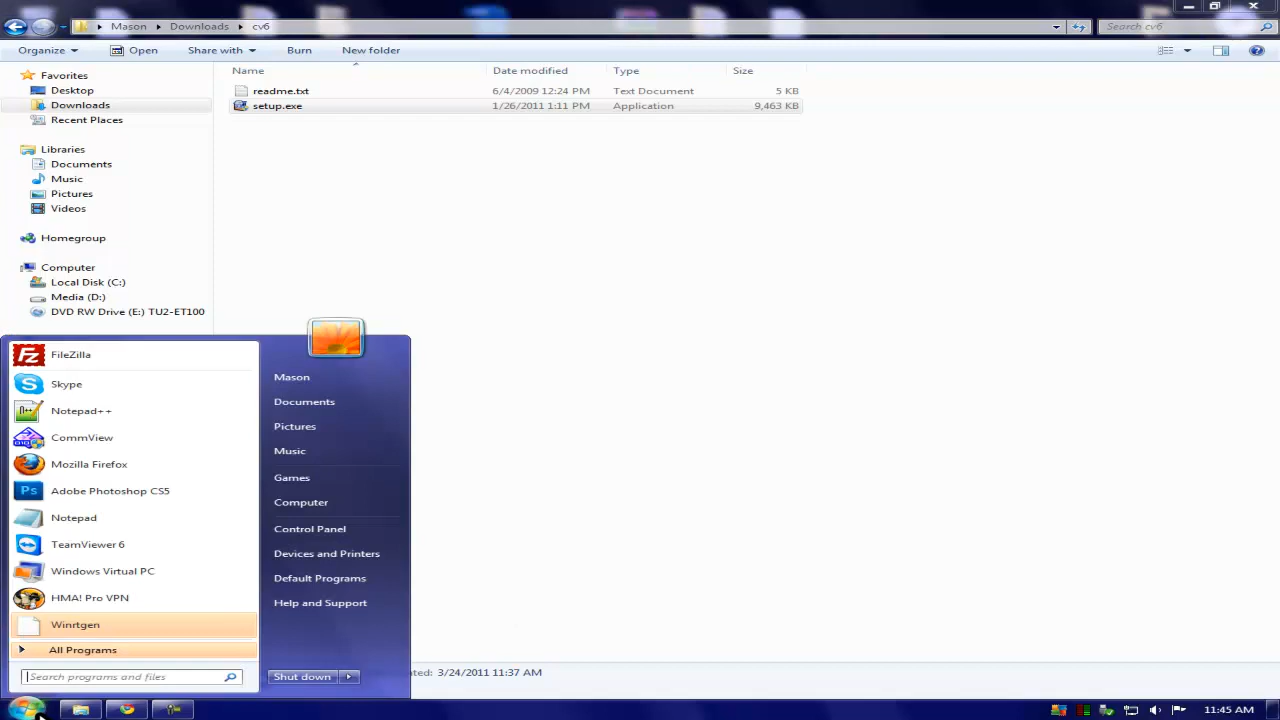 Mason Downloads cv6
Search cv6
Organize Open Share with Burn New folder
Name Date modified Type Size
readme.txt 6/4/2009 12:24 PM Text Document 5 KB
setup.exe 1/26/2011 1:11 PM Application 9,463 KB
Favorites
Desktop
Downloads
Recent Places
Libraries
Documents
Music
Pictures
Videos
Homegroup
Computer
Local Disk (C:)
Media (D:)
DVD RW Drive (E:) TU2-ET100
FileZilla
Skype
Notepad++
CommView
Mozilla Firefox
Adobe Photoshop CS5
Notepad
TeamViewer 6
Windows Virtual PC
HMA! Pro VPN
Winrtgen
All Programs
Search programs and files
Mason
Documents
Pictures
Music
Games
Computer
Control Panel
Devices and Printers
Default Programs
Help and Support
Shut down
3/24/2011 11:37 AM
11:45 AM